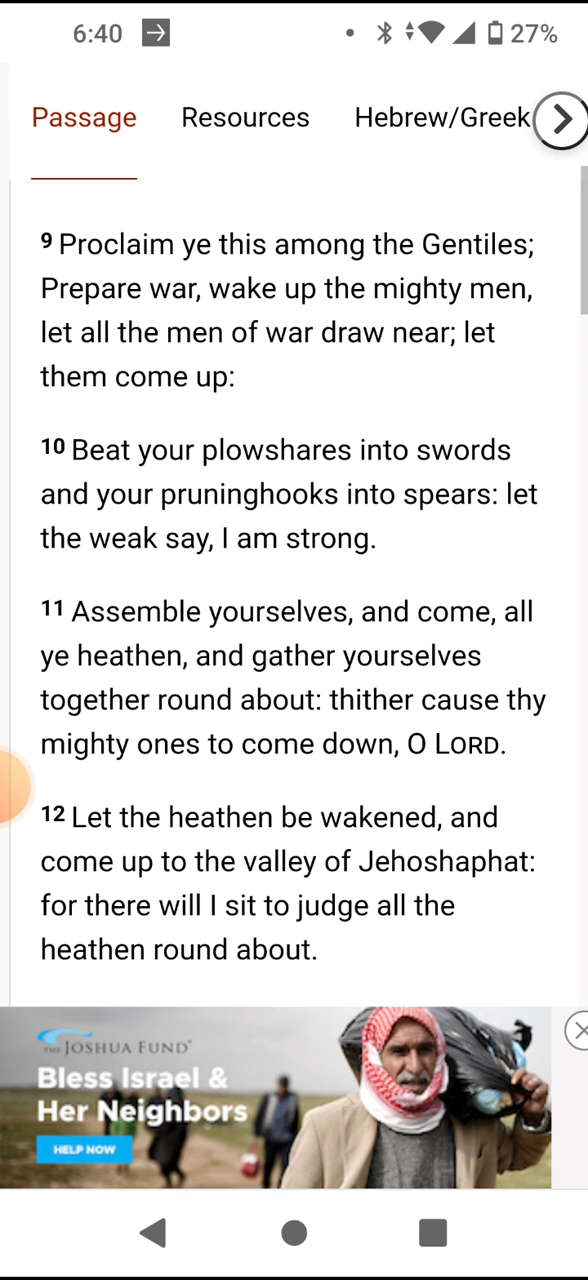 6:40
27%
Passage Resources Hebrew/Greek
9 Proclaim ye this among the Gentiles;
Prepare war, wake up the mighty men,
let all the men of war draw near; let
them come up:
10 Beat your plowshares into swords
and your pruninghooks into spears: let
the weak say, I am strong.
11 Assemble yourselves, and come, all
ye heathen, and gather yourselves
together round about: thither cause thy
mighty ones to come down, O LORD.
12 Let the heathen be wakened, and
come up to the valley of Jehoshaphat:
for there will I sit to judge all the
heathen round about.
THE JOSHUA FUND
Bless Israel &
Her Neighbors
HELP NOW